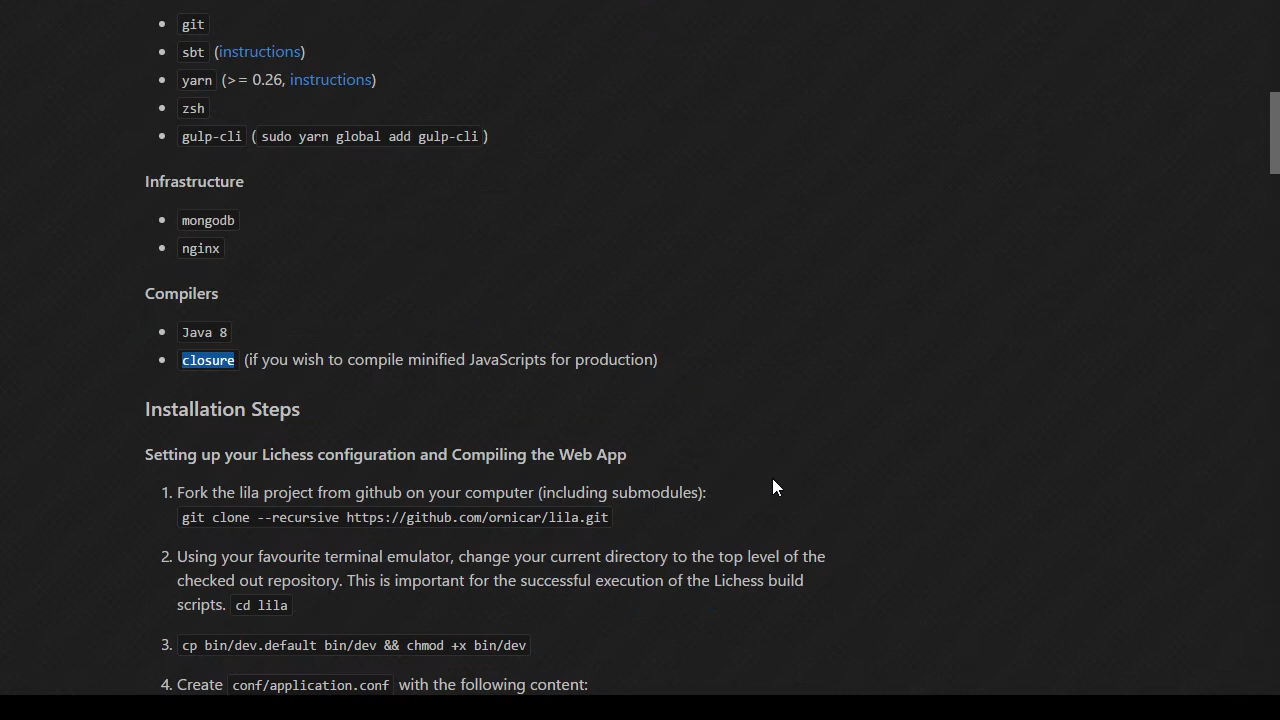 git
sbt (instructions)
yarn (>= 0.26, instructions)
zsh
gulp-cli (sudo yarn global add gulp-cli)
Infrastructure
mongodb
nginx
Compilers
Java 8
closure (if you wish to compile minified JavaScripts for production)
Installation Steps
Setting up your Lichess configuration and Compiling the Web App
1. Fork the lila project from github on your computer (including submodules):
git clone --recursive https://github.com/ornicar/lila.git
2. Using your favourite terminal emulator, change your current directory to the top level of the
checked out repository. This is important for the successful execution of the Lichess build
scripts. cd lila
3. cp bin/dev.default bin/dev && chmod +x bin/dev
4. Create conf/application.conf with the following content: